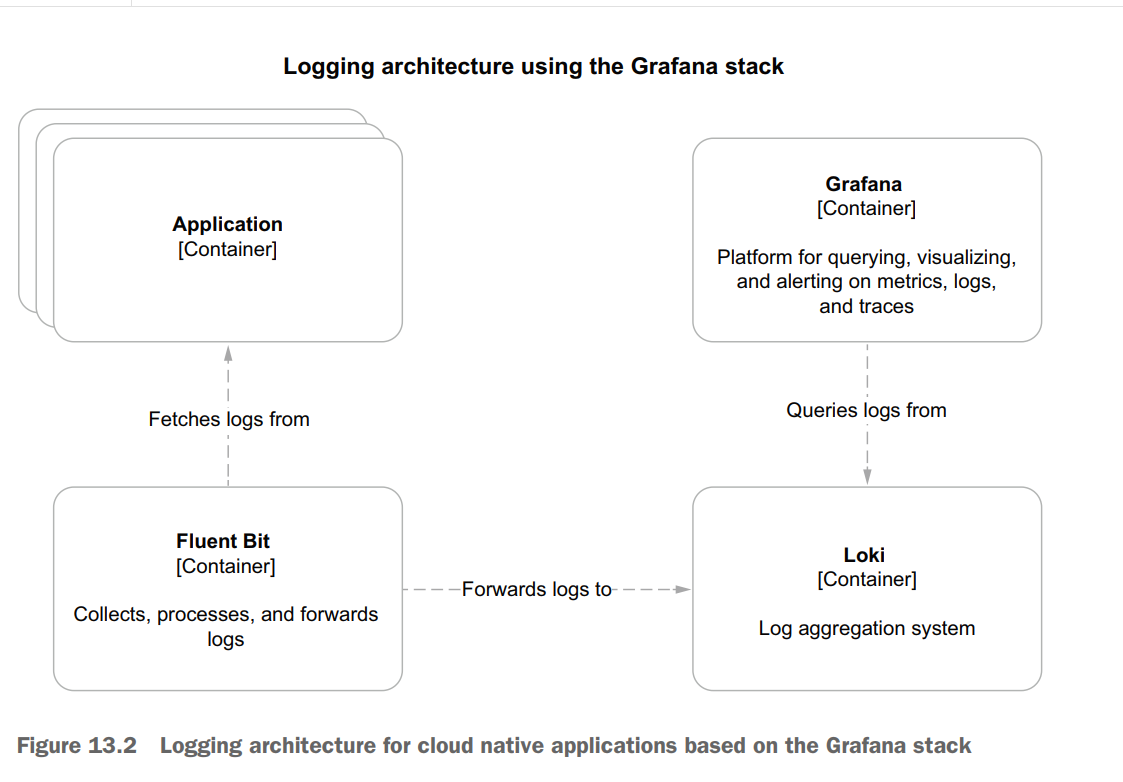 Logging architecture using the Grafana stack
Application
[Container]
Grafana
[Container]
Platform for querying, visualizing,
and alerting on metrics, logs,
and traces
Fetches logs from
Queries logs from
Fluent Bit
[Container]
Collects, processes, and forwards
logs
Forwards logs to
Loki
[Container]
Log aggregation system
Figure 13.2 Logging architecture for cloud native applications based on the Grafana stack